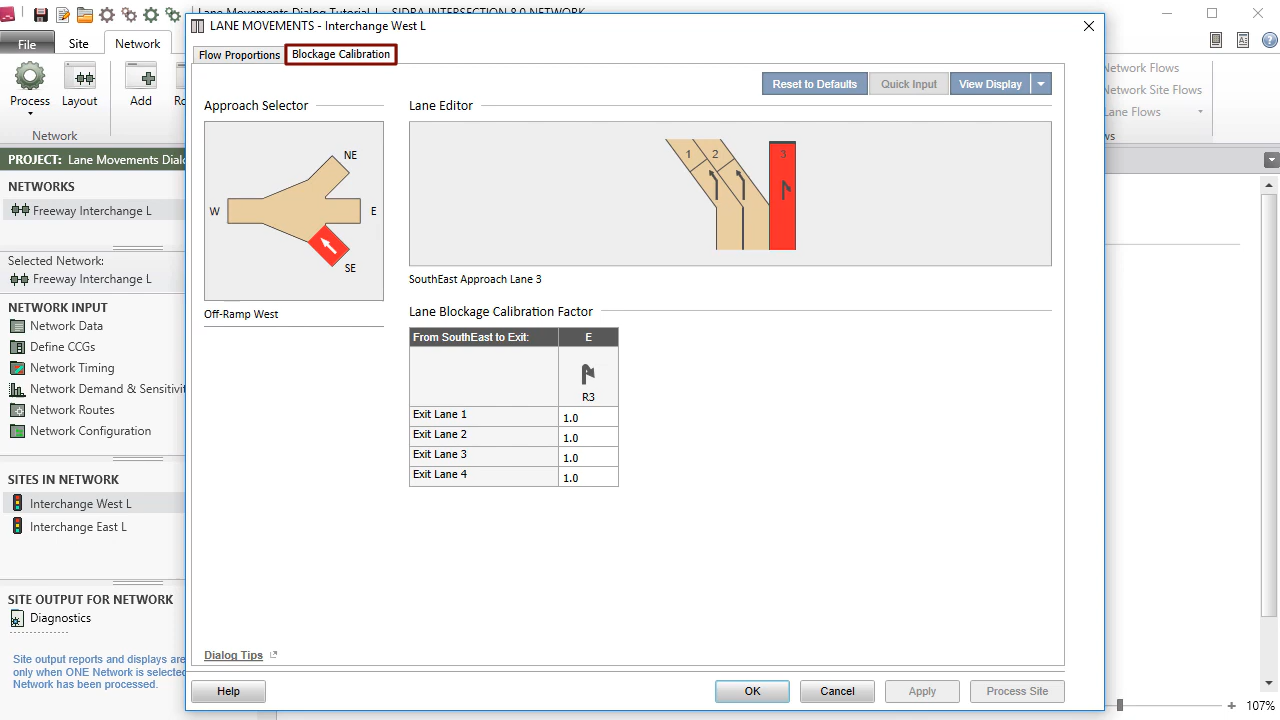 Lane Movements Dialog Tutorial L - SIDRA INTERSECTION 8.0 NETWORK
LANE MOVEMENTS - Interchange West L
File
Site
Network
Flow Proportions
Blockage Calibration
Reset to Defaults
Quick Input
View Display
Network Flows
Network Site Flows
Lane Flows
Process
Layout
Add
Network
PROJECT: Lane Movements Dialo
NETWORKS
Freeway Interchange L
Selected Network:
Freeway Interchange L
NETWORK INPUT
Network Data
Define CCGs
Network Timing
Network Demand & Sensitivit
Network Routes
Network Configuration
SITES IN NETWORK
Interchange West L
Interchange East L
SITE OUTPUT FOR NETWORK
Diagnostics
Site output reports and displays are
only when ONE Network is selected
Network has been processed.
Approach Selector
NE
W
E
SE
Off-Ramp West
Lane Editor
1
2
3
SouthEast Approach Lane 3
Lane Blockage Calibration Factor
From SouthEast to Exit: E
R3
Exit Lane 1 1.0
Exit Lane 2 1.0
Exit Lane 3 1.0
Exit Lane 4 1.0
Dialog Tips
Help
OK
Cancel
Apply
Process Site
107%